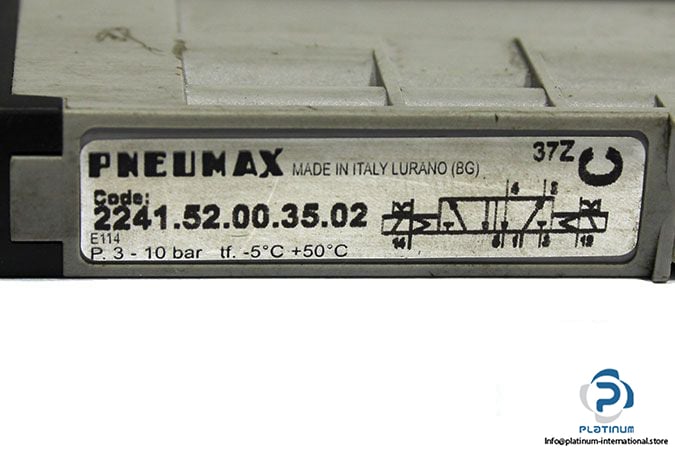 PNEUMAX MADE IN ITALY LURANO (BG) 37Z C
Code:
2241.52.00.35.02
E114
P. 3 - 10 bar tf. -5°C +50°C
4 2
14 5 1 3 12
PLATINUM
Info@platinum-international.store